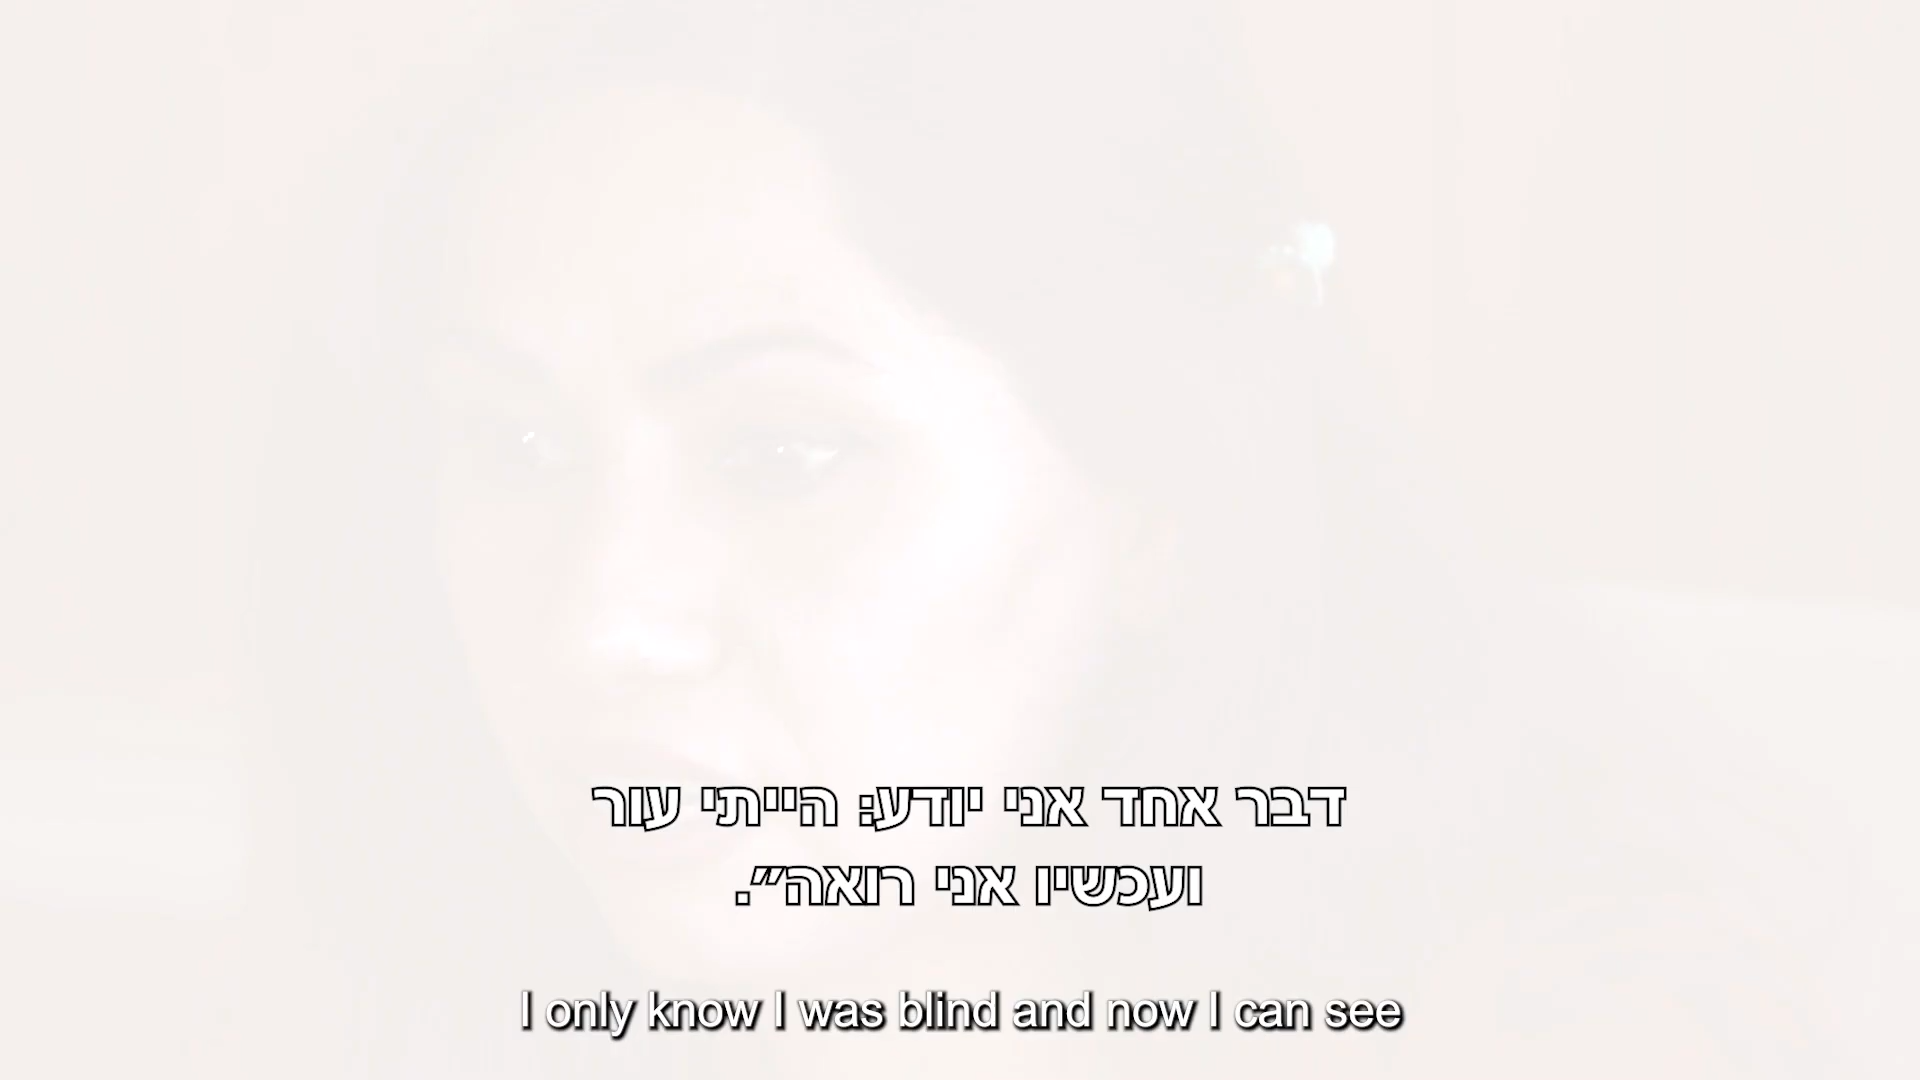 דבר אחד אני יודע: הייתי עור
ועכשיו אני רואה״.
I only know I was blind and now I can see